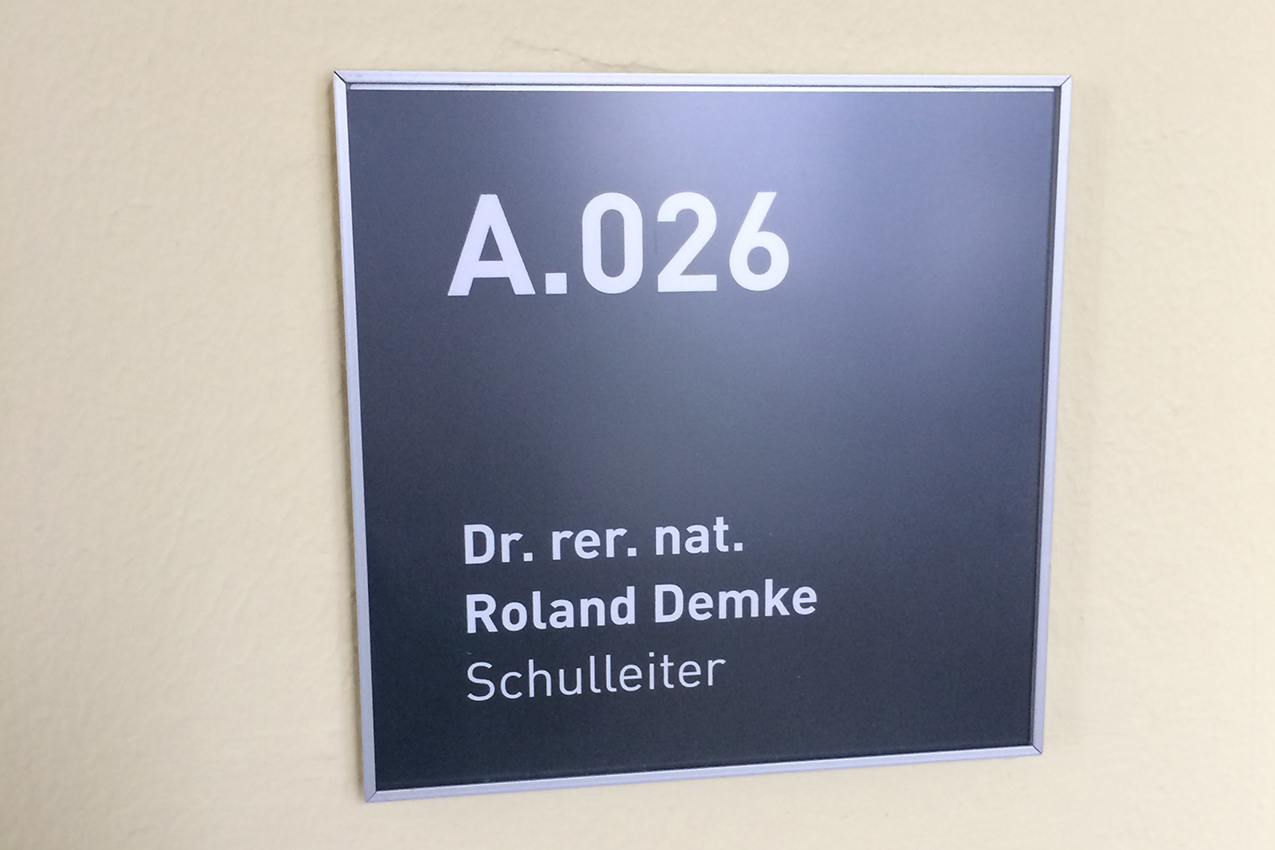 A.026
Dr. rer. nat.
Roland Demke
Schulleiter